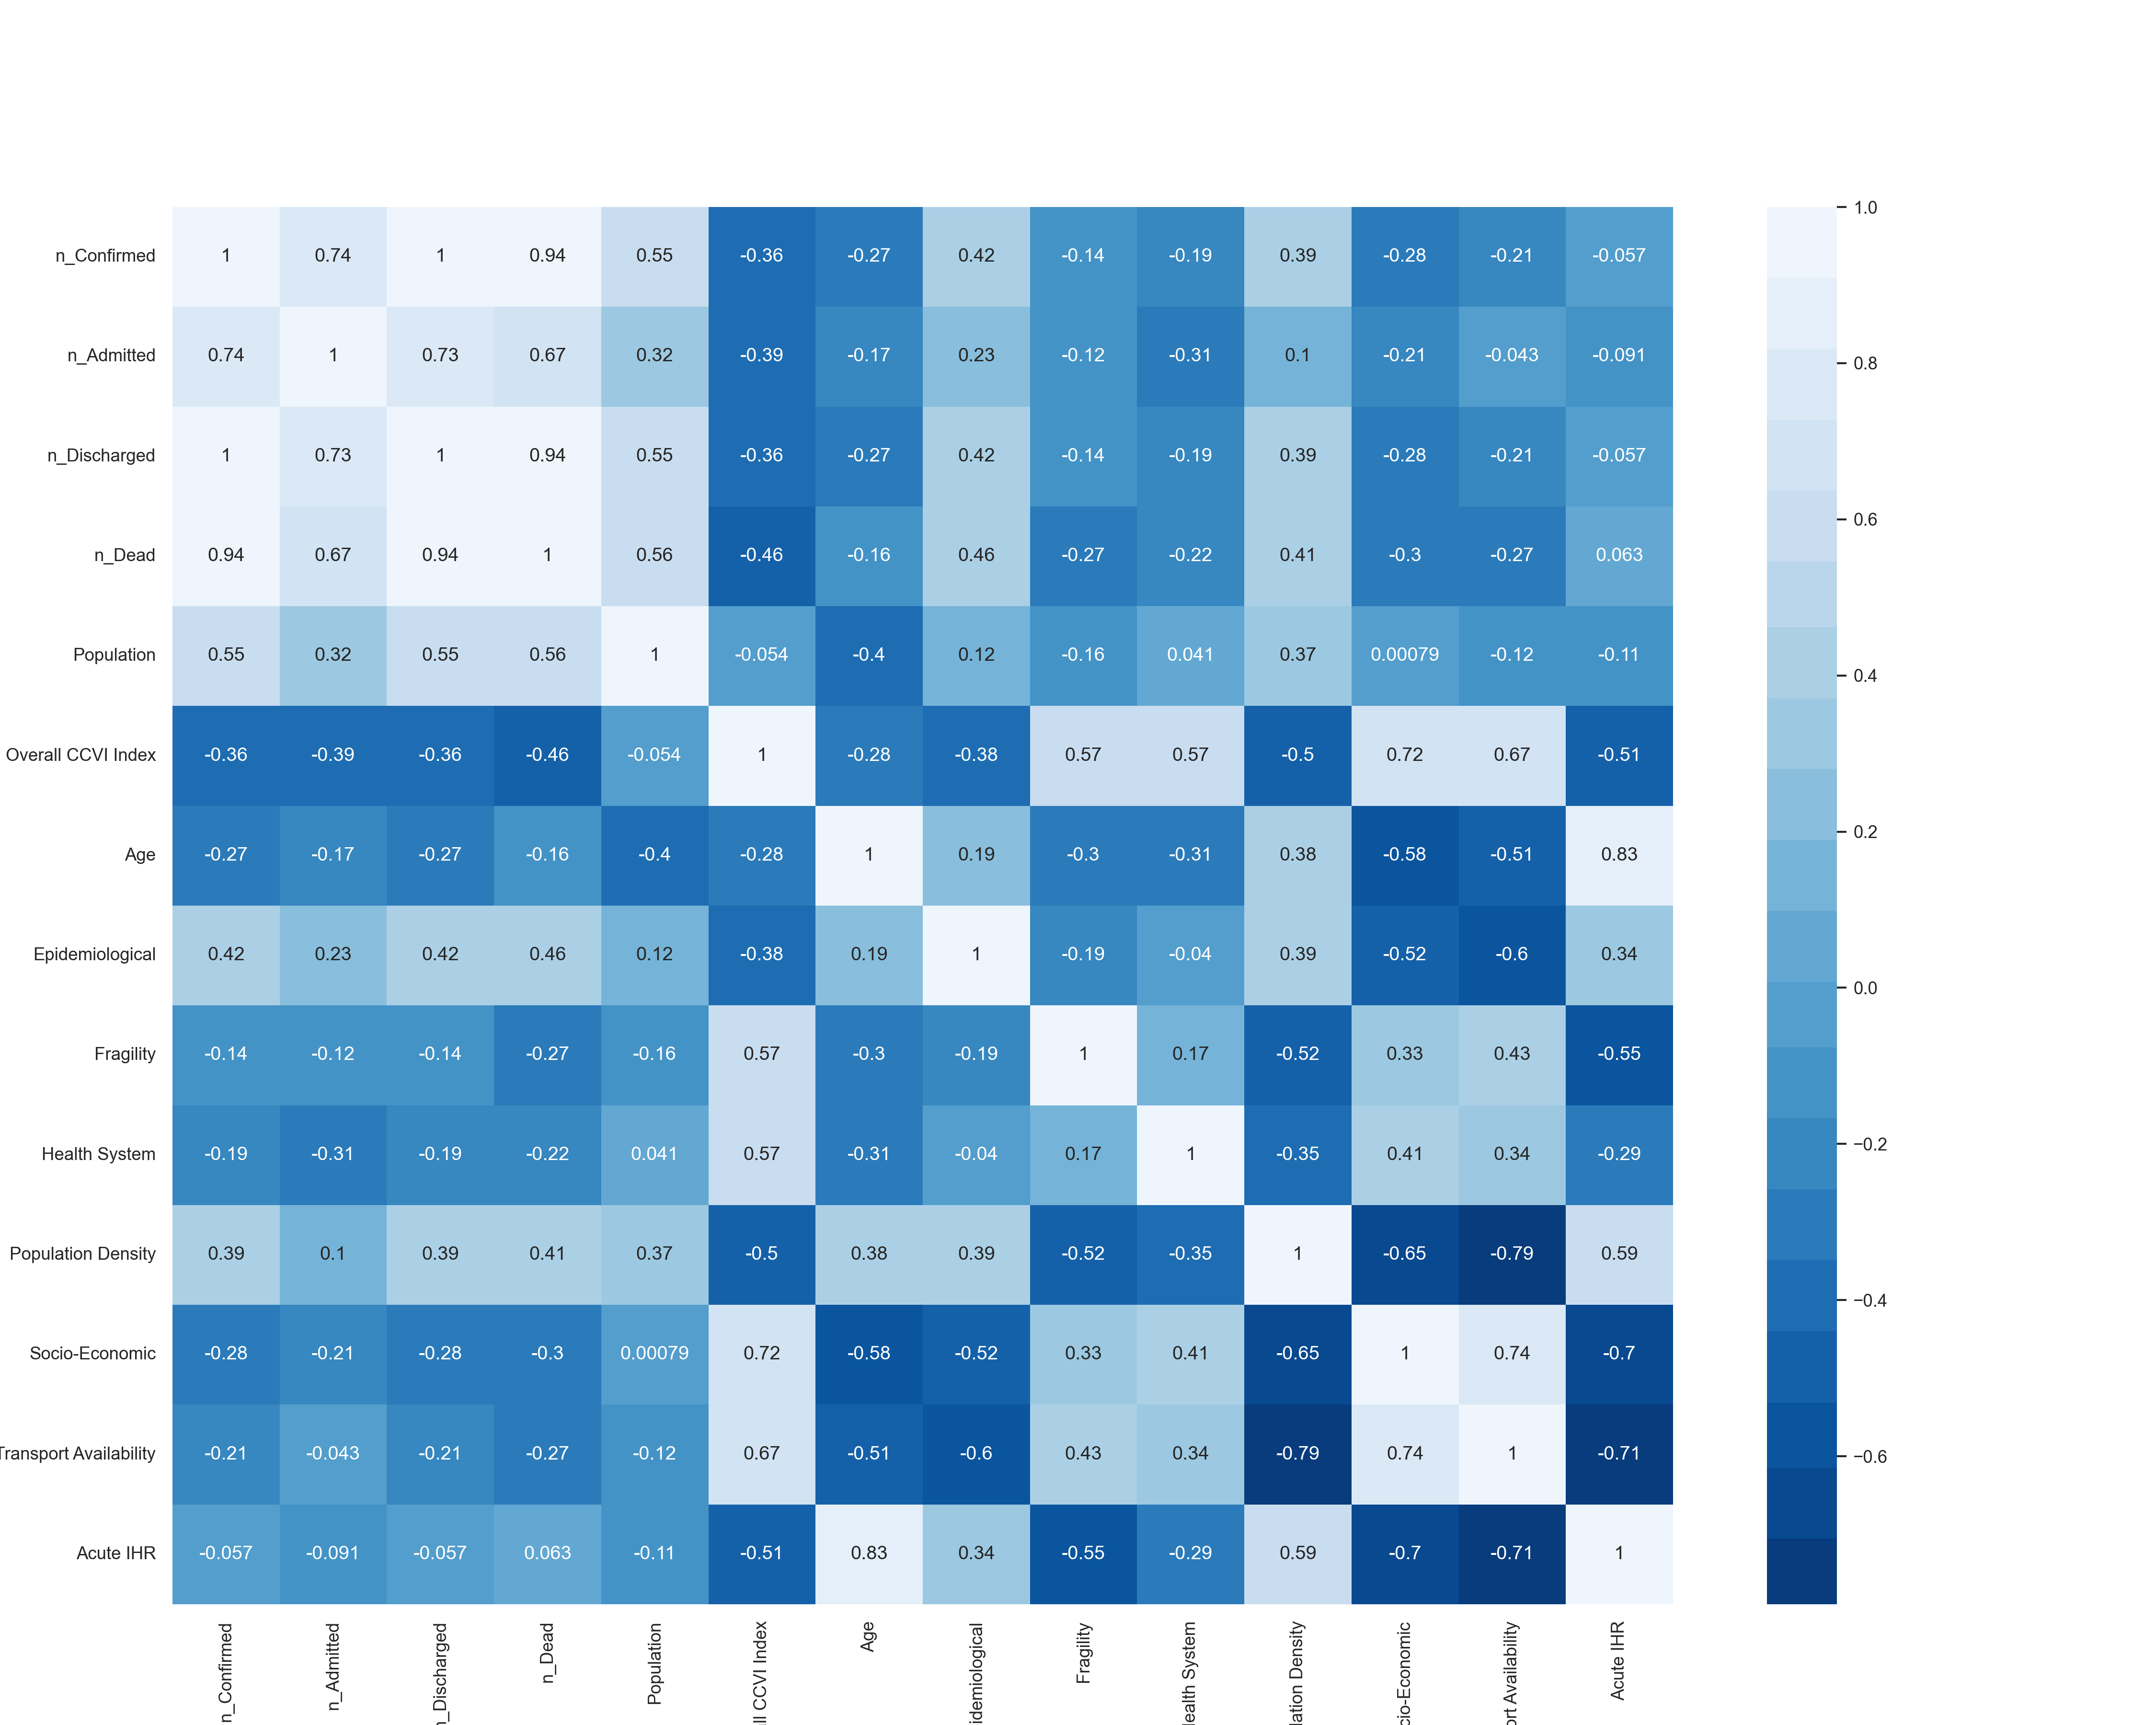 n_Confirmed 1 0.74 1 0.94 0.55 -0.36 -0.27 0.42 -0.14 -0.19 0.39 -0.28 -0.21 -0.057
n_Admitted 0.74 1 0.73 0.67 0.32 -0.39 -0.17 0.23 -0.12 -0.31 0.1 -0.21 -0.043 -0.091
n_Discharged 1 0.73 1 0.94 0.55 -0.36 -0.27 0.42 -0.14 -0.19 0.39 -0.28 -0.21 -0.057
n_Dead 0.94 0.67 0.94 1 0.56 -0.46 -0.16 0.46 -0.27 -0.22 0.41 -0.3 -0.27 0.063
Population 0.55 0.32 0.55 0.56 1 -0.054 -0.4 0.12 -0.16 0.041 0.37 0.00079 -0.12 -0.11
Overall CCVI Index -0.36 -0.39 -0.36 -0.46 -0.054 1 -0.28 -0.38 0.57 0.57 -0.5 0.72 0.67 -0.51
Age -0.27 -0.17 -0.27 -0.16 -0.4 -0.28 1 0.19 -0.3 -0.31 0.38 -0.58 -0.51 0.83
Epidemiological 0.42 0.23 0.42 0.46 0.12 -0.38 0.19 1 -0.19 -0.04 0.39 -0.52 -0.6 0.34
Fragility -0.14 -0.12 -0.14 -0.27 -0.16 0.57 -0.3 -0.19 1 0.17 -0.52 0.33 0.43 -0.55
Health System -0.19 -0.31 -0.19 -0.22 0.041 0.57 -0.31 -0.04 0.17 1 -0.35 0.41 0.34 -0.29
Population Density 0.39 0.1 0.39 0.41 0.37 -0.5 0.38 0.39 -0.52 -0.35 1 -0.65 -0.79 0.59
Socio-Economic -0.28 -0.21 -0.28 -0.3 0.00079 0.72 -0.58 -0.52 0.33 0.41 -0.65 1 0.74 -0.7
Transport Availability -0.21 -0.043 -0.21 -0.27 -0.12 0.67 -0.51 -0.6 0.43 0.34 -0.79 0.74 1 -0.71
Acute IHR -0.057 -0.091 -0.057 0.063 -0.11 -0.51 0.83 0.34 -0.55 -0.29 0.59 -0.7 -0.71 1
n_Confirmed
n_Admitted
n_Discharged
n_Dead
Population
ll CCVI Index
Age
idemiological
Fragility
Health System
lation Density
cio-Economic
ort Availability
Acute IHR
1.0
0.8
0.6
0.4
0.2
0.0
−0.2
−0.4
−0.6